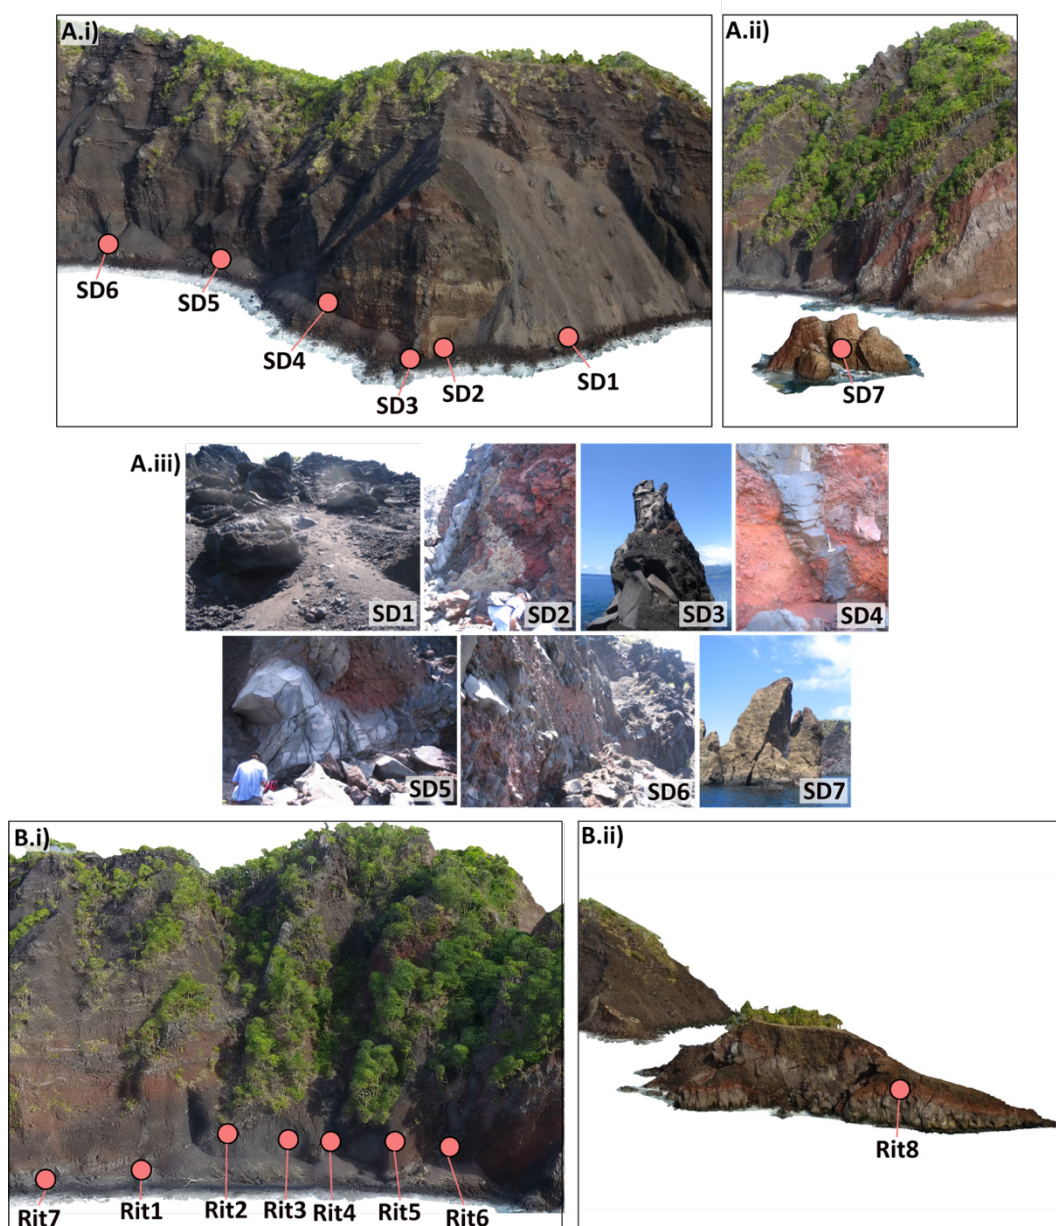 A.i)
A.ii)
SD6
SD5
SD4
SD3
SD2
SD1
SD7
A.iii)
SD1
SD2
SD3
SD4
SD5
SD6
SD7
B.i)
B.ii)
Rit7
Rit1
Rit2
Rit3
Rit4
Rit5
Rit6
Rit8